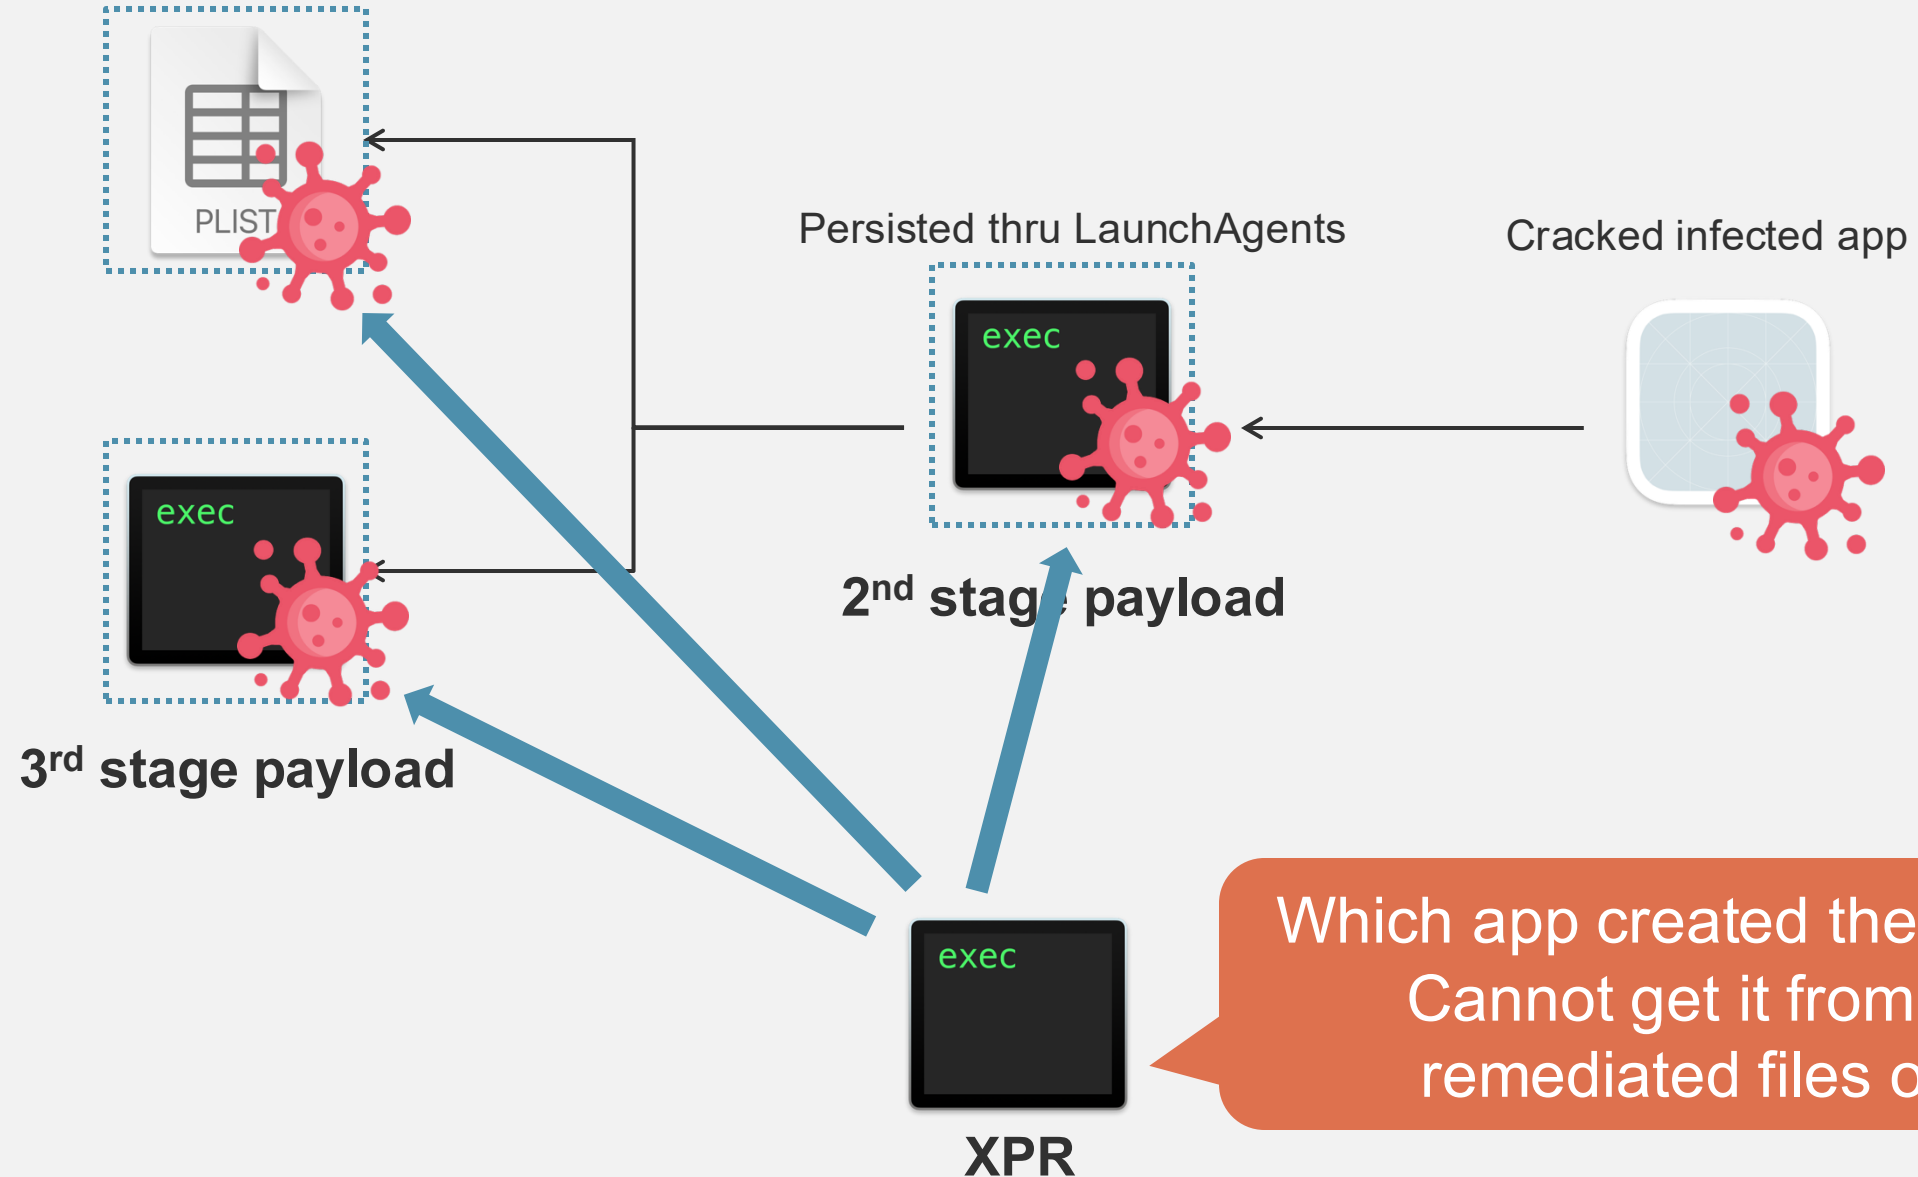 PLIST
Persisted thru LaunchAgents
Cracked infected app
exec
exec
2nd stage payload
3rd stage payload
exec
Which app created the
Cannot get it from
remediated files
XPR